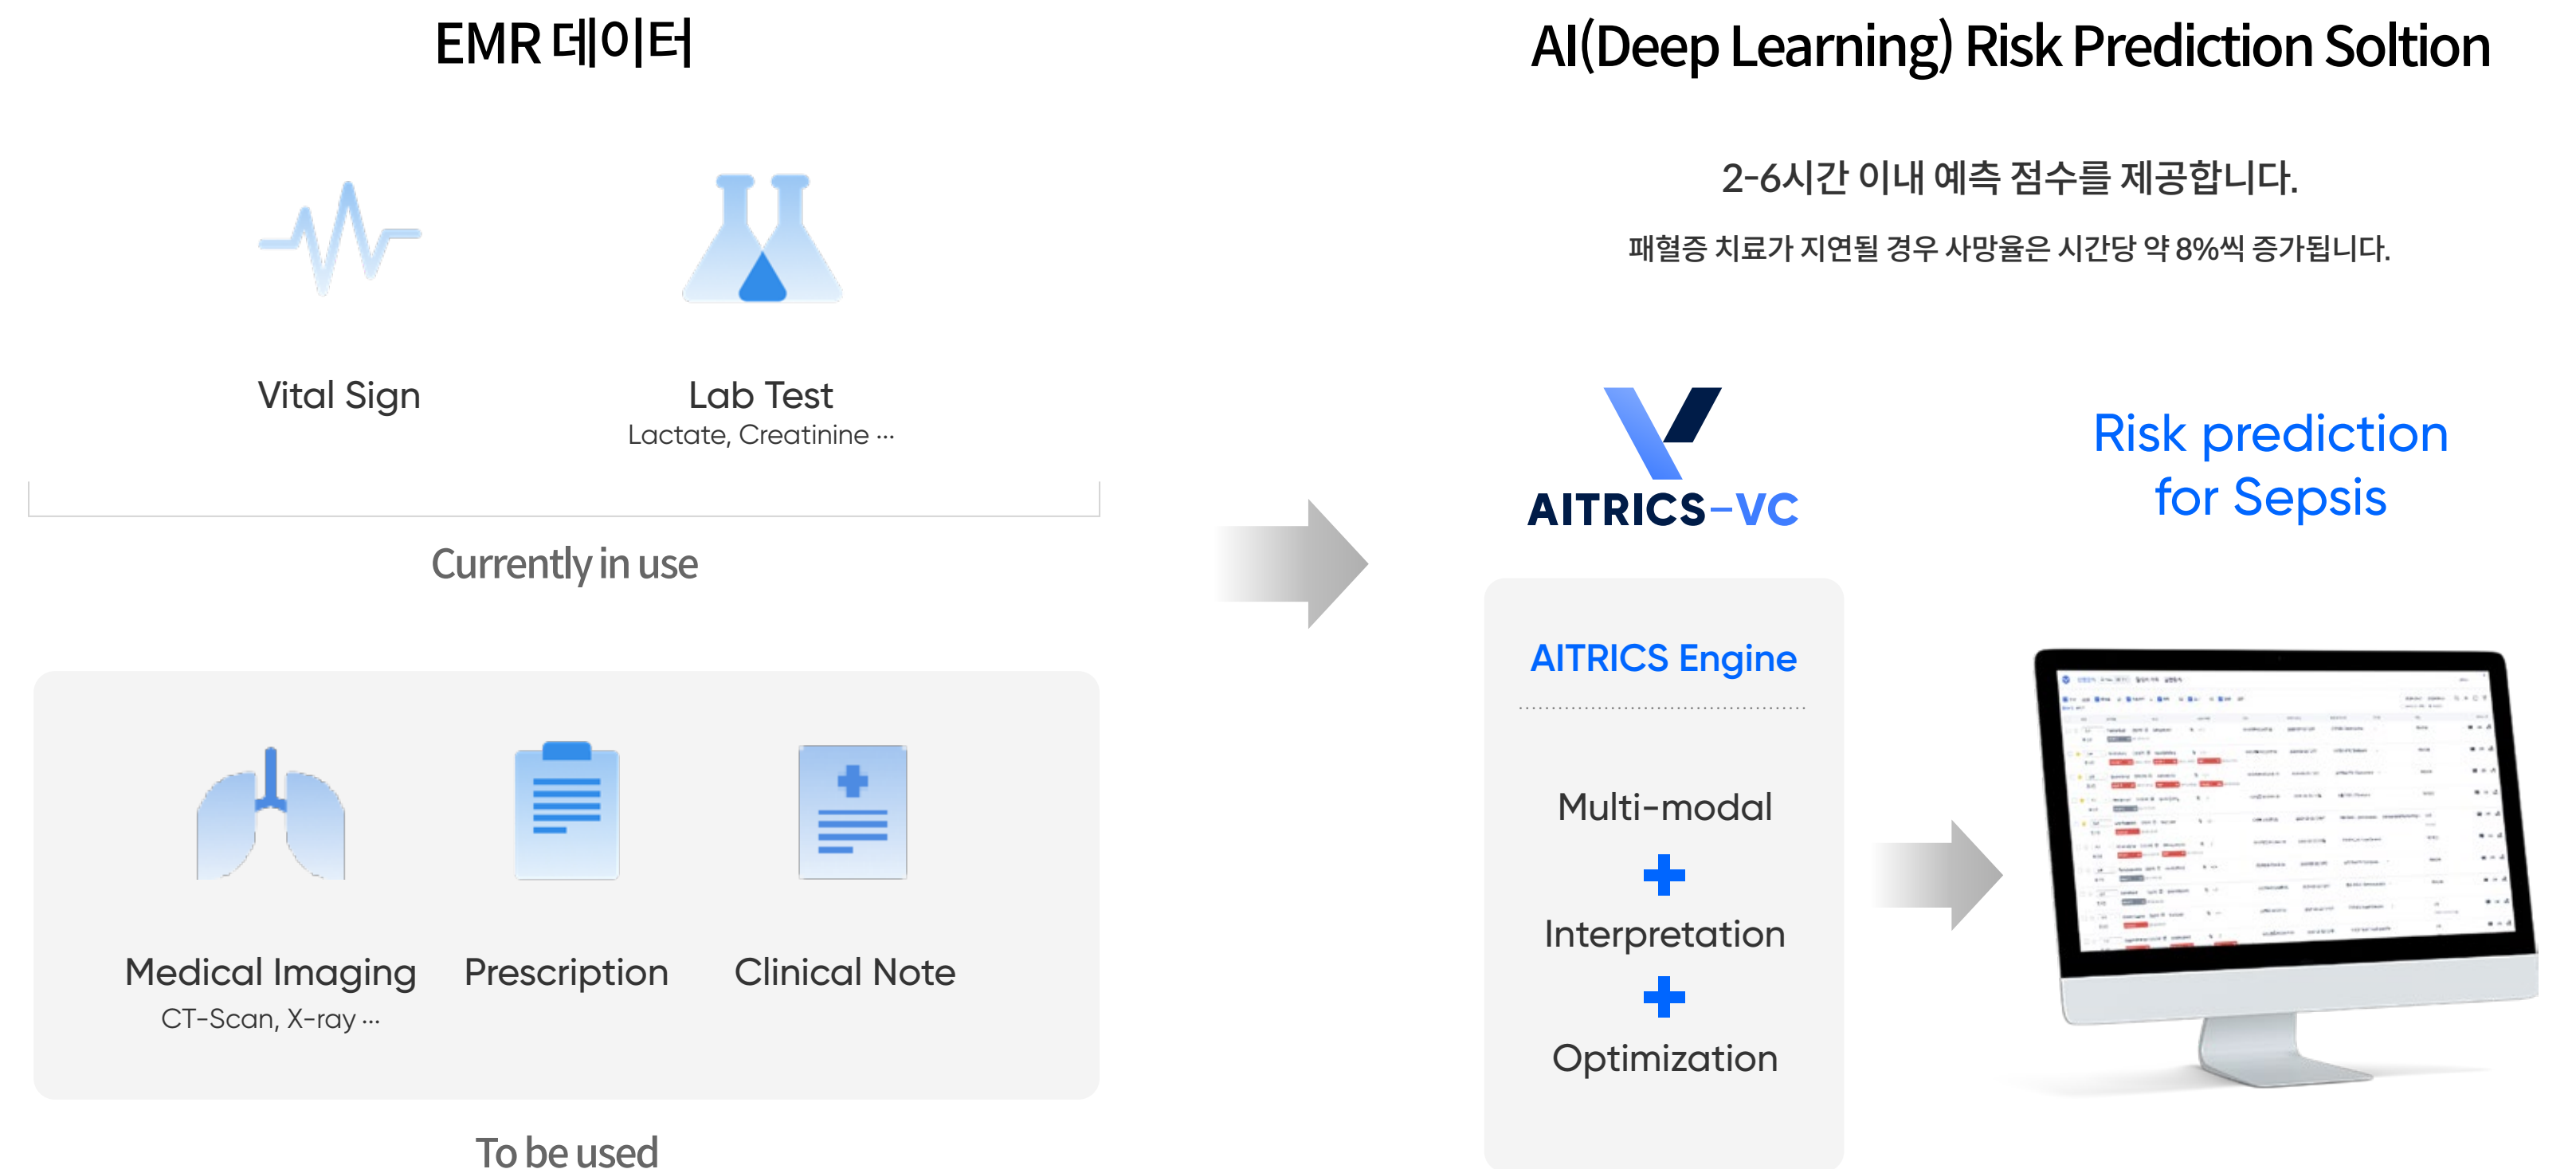 EMR 데이터
Vital Sign
Lab Test
Lactate, Creatinine ···
Currently in use
Medical Imaging
CT-Scan, X-ray ···
Prescription
Clinical Note
To be used
AI(Deep Learning) Risk Prediction Soltion
2-6시간 이내 예측 점수를 제공합니다.
패혈증 치료가 지연될 경우 사망율은 시간당 약 8%씩 증가됩니다.
AITRICS-VC
AITRICS Engine
Multi-modal
Interpretation
Optimization
Risk prediction
for Sepsis